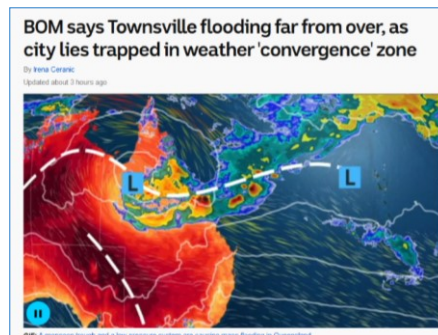 BOM says Townsville flooding far from over, as
city lies trapped in weather 'convergence' zone
By Irena Ceranic
Updated about 3 hours ago
L
L